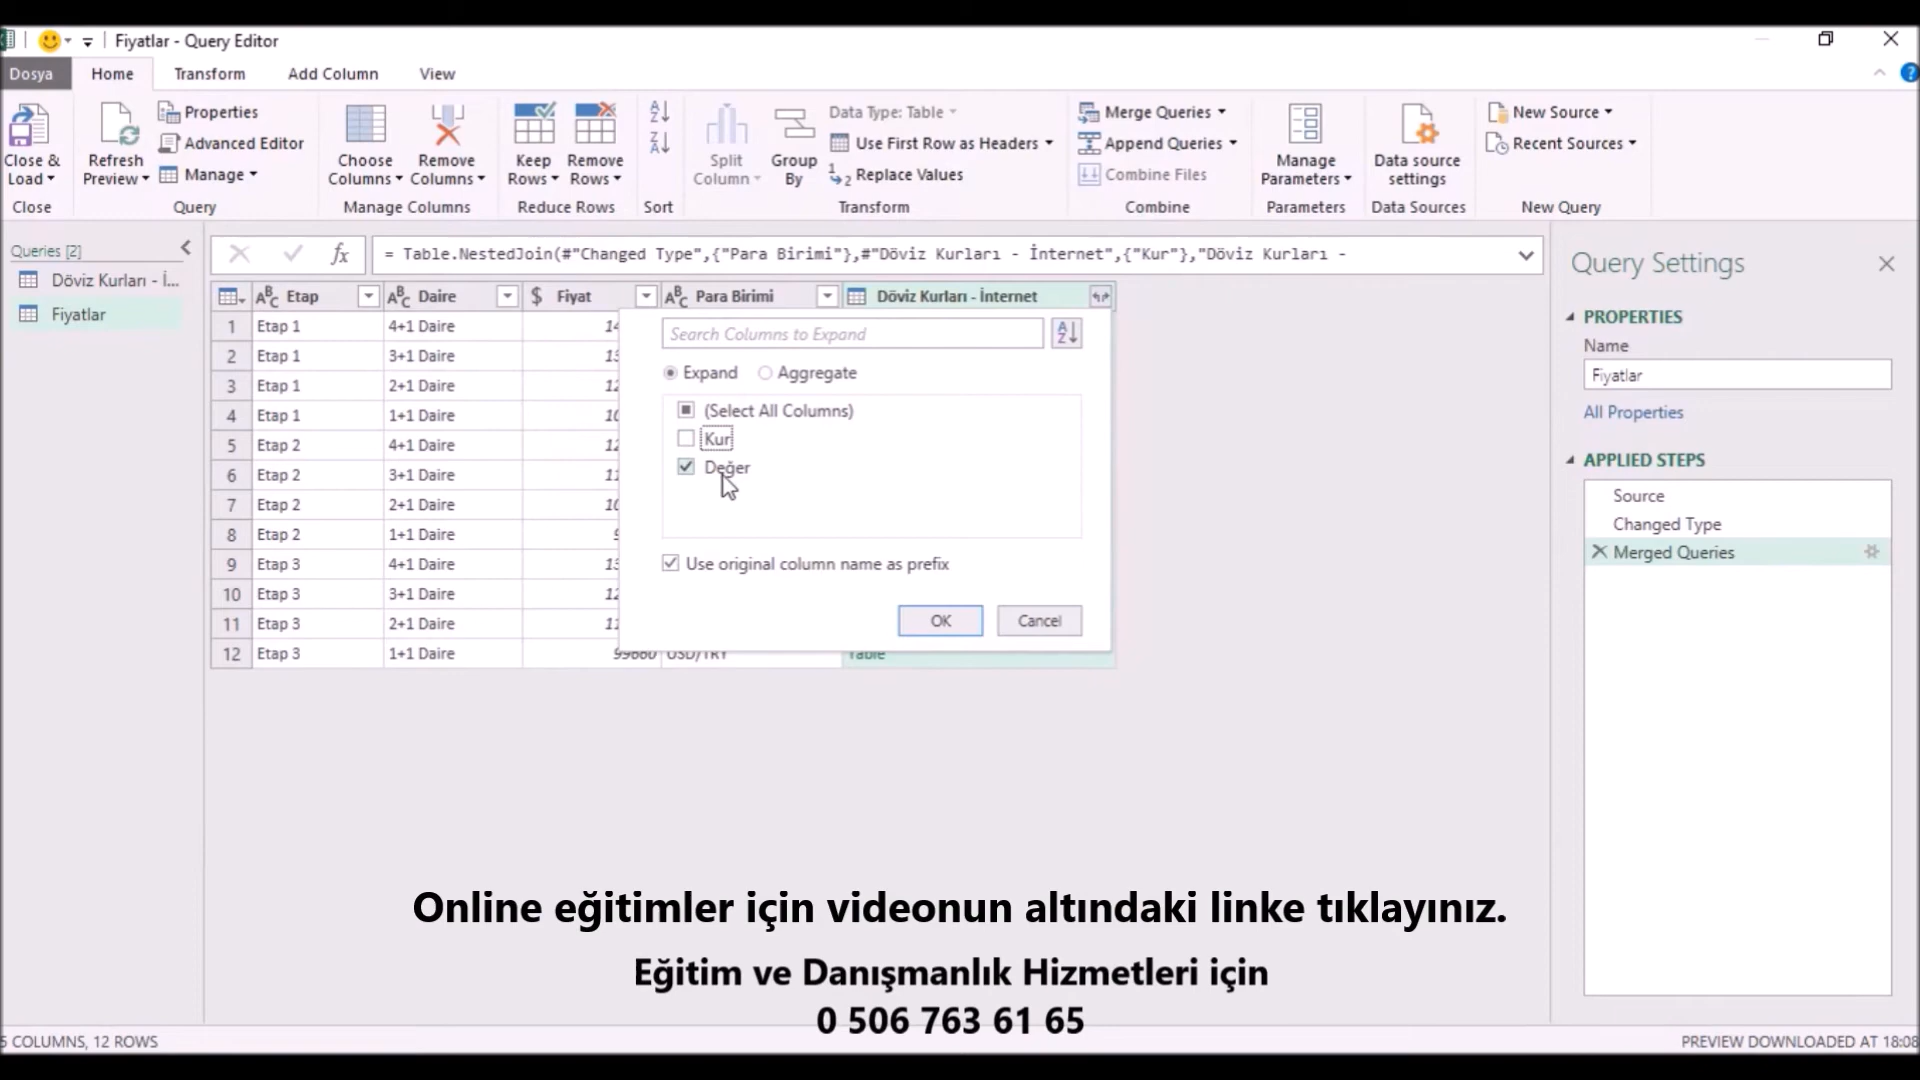 Fiyatlar - Query Editor
Dosya
Home
Transform
Add Column
View
Close & Load
Close
Refresh Preview
Properties
Advanced Editor
Manage
Query
Choose Columns
Remove Columns
Manage Columns
Keep Rows
Remove Rows
Reduce Rows
Sort
Split Column
Group By
Data Type: Table
Use First Row as Headers
Replace Values
Transform
Merge Queries
Append Queries
Combine Files
Combine
Manage Parameters
Parameters
Data source settings
Data Sources
New Source
Recent Sources
New Query
Queries [2]
Döviz Kurları - İ...
Fiyatlar
fx
= Table.NestedJoin(#"Changed Type",{"Para Birimi"},#"Döviz Kurları - İnternet",{"Kur"},"Döviz Kurları -
Etap Daire Fiyat Para Birimi Döviz Kurları - İnternet
1 Etap 1 4+1 Daire
2 Etap 1 3+1 Daire
3 Etap 1 2+1 Daire
4 Etap 1 1+1 Daire
5 Etap 2 4+1 Daire
6 Etap 2 3+1 Daire
7 Etap 2 2+1 Daire
8 Etap 2 1+1 Daire
9 Etap 3 4+1 Daire
10 Etap 3 3+1 Daire
11 Etap 3 2+1 Daire
12 Etap 3 1+1 Daire USD/TRY Table
Search Columns to Expand
Expand
Aggregate
(Select All Columns)
Kur
Değer
Use original column name as prefix
OK
Cancel
Query Settings
PROPERTIES
Name
Fiyatlar
All Properties
APPLIED STEPS
Source
Changed Type
Merged Queries
Online eğitimler için videonun altındaki linke tıklayınız.
Eğitim ve Danışmanlık Hizmetleri için
0 506 763 61 65
5 COLUMNS, 12 ROWS
PREVIEW DOWNLOADED AT 18:08